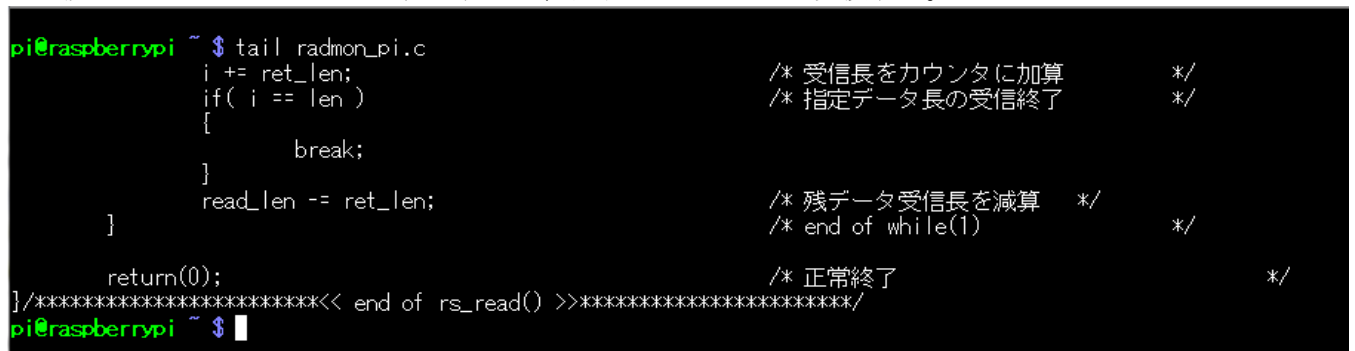 pi@raspberrypi ~ $ tail radmon_pi.c
i += ret_len; /* 受信長をカウンタに加算 */
if( i == len ) /* 指定データ長の受信終了 */
{
break;
}
read_len -= ret_len; /* 残データ受信長を減算 */
} /* end of while(1) */
return(0); /* 正常終了 */
}/************************<< end of rs_read() >>***********************/
pi@raspberrypi ~ $